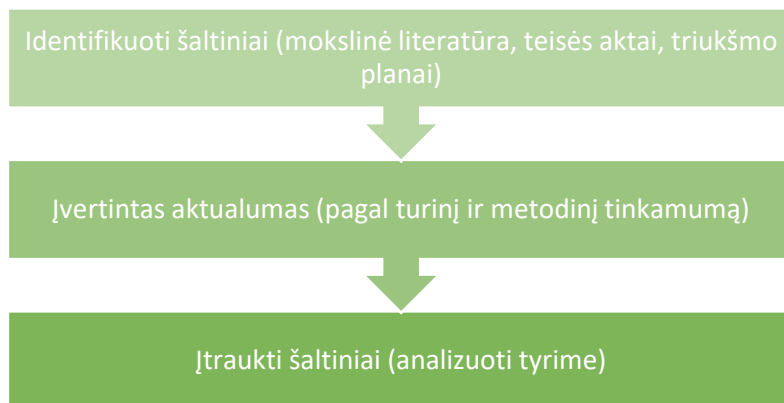 Identifikuoti šaltiniai (mokslinė literatūra, teisės aktai, triukšmo
planai)
Įvertintas aktualumas (pagal turinį ir metodinį tinkamumą)
Įtraukti šaltiniai (analizuoti tyrime)